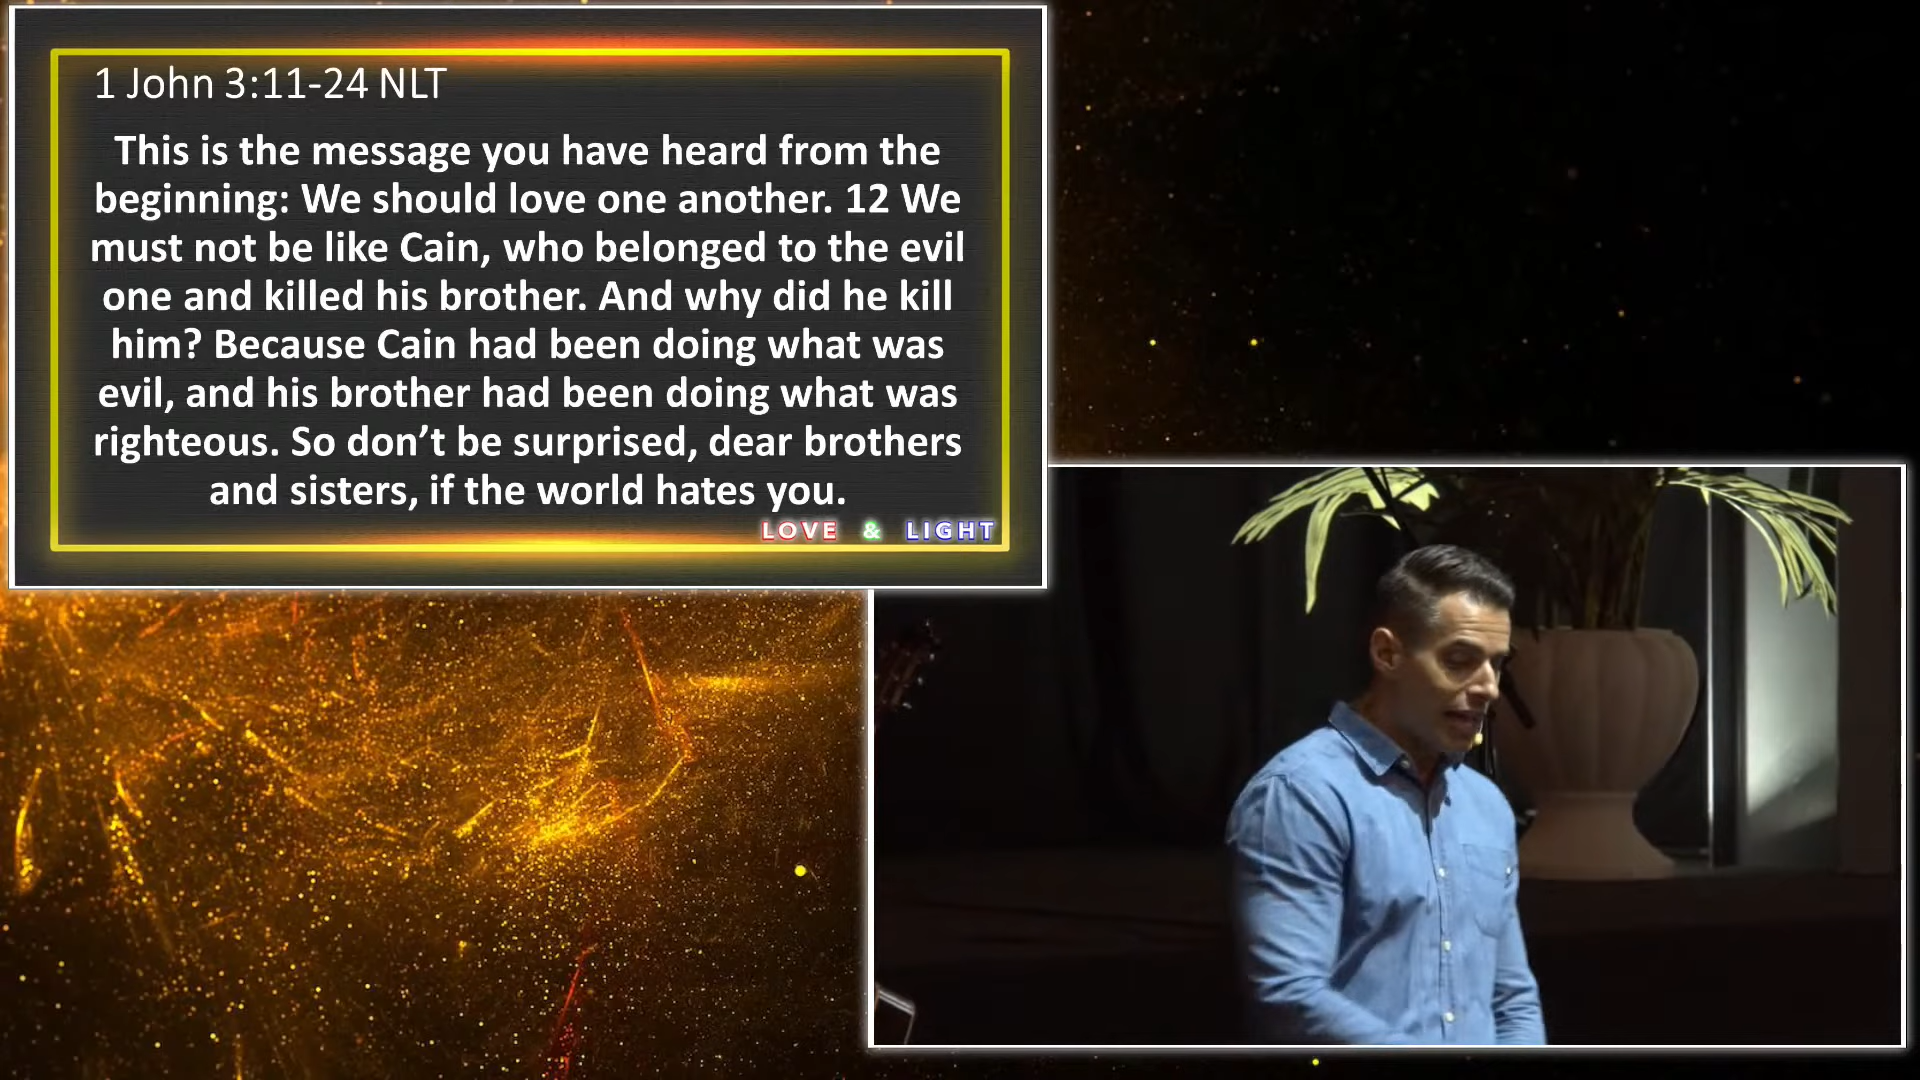 1 John 3:11-24 NLT
This is the message you have heard from the
beginning: We should love one another. 12 We
must not be like Cain, who belonged to the evil
one and killed his brother. And why did he kill
him? Because Cain had been doing what was
evil, and his brother had been doing what was
righteous. So don’t be surprised, dear brothers
and sisters, if the world hates you.
LOVE & LIGHT